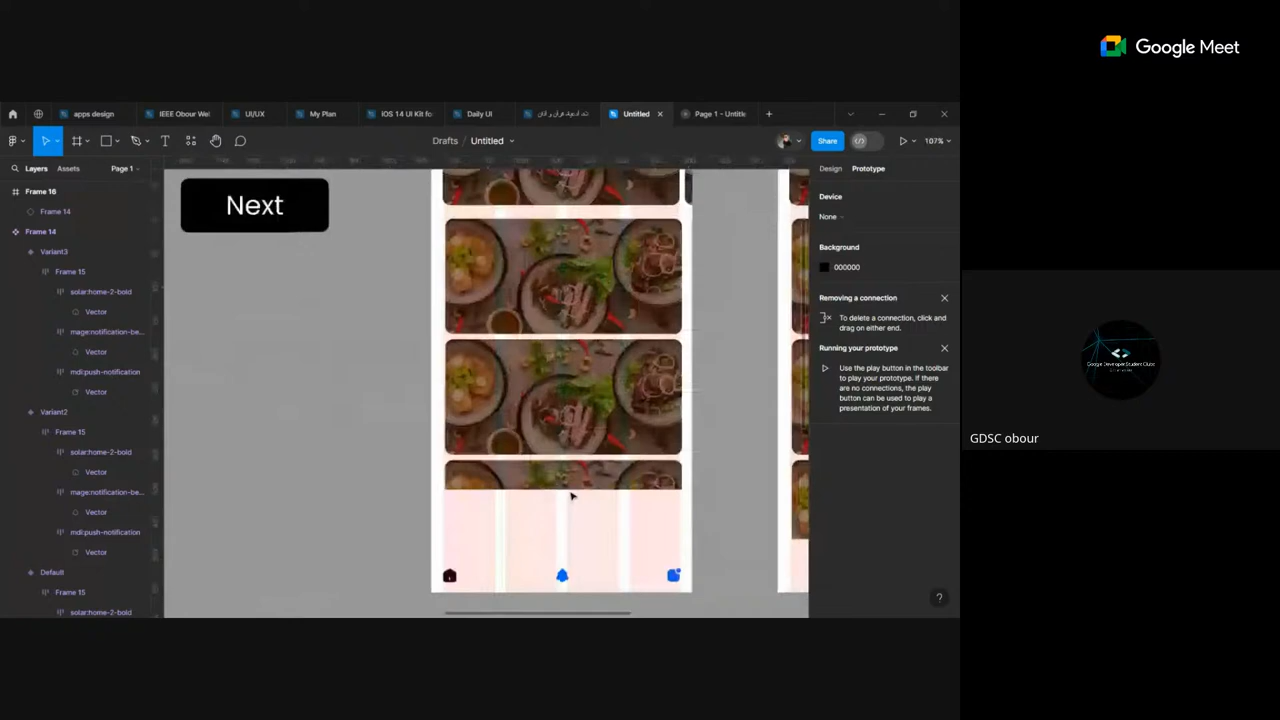 Google Meet
apps design
IEEE Obour Wel
UI/UX
My Plan
iOS 14 UI Kit fo
Daily UI
Untitled
Page 1 - Untitle
Drafts / Untitled
Share
107%
Layers
Assets
Page 1
Design
Prototype
Frame 16
Frame 14
Frame 14
Variant3
Frame 15
solar:home-2-bold
Vector
mage:notification-be...
Vector
mdi:push-notification
Vector
Variant2
Frame 15
solar:home-2-bold
Vector
mage:notification-be...
Vector
mdi:push-notification
Vector
Default
Frame 15
solar:home-2-bold
Next
Device
None
Background
000000
Removing a connection
To delete a connection, click and
drag on either end.
Running your prototype
Use the play button in the toolbar
to play your prototype. If there
are no connections, the play
button can be used to play a
presentation of your frames.
?
Google Developer Student Clubs
GDSC obour